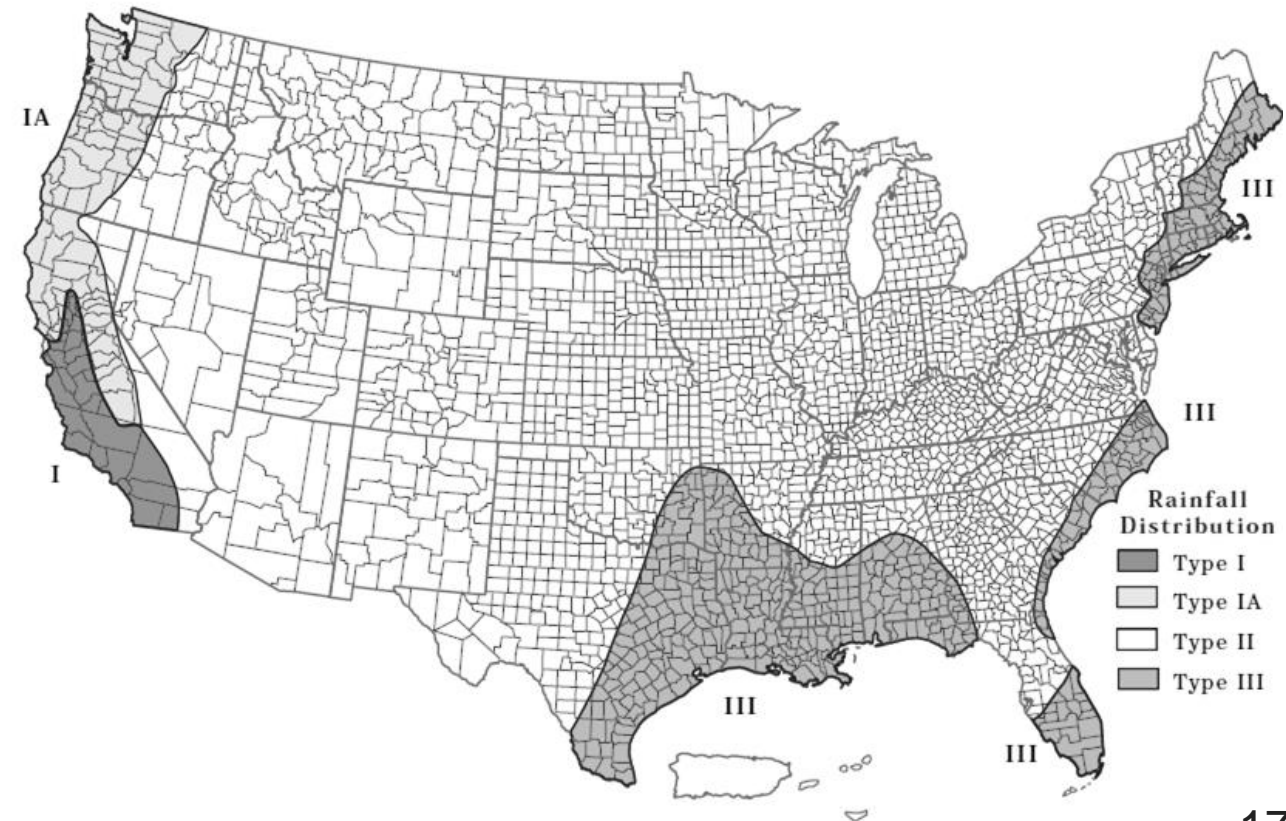 IA
III
III
I
Rainfall
Distribution
Type I
Type IA
Type II
Type III
III
III
17